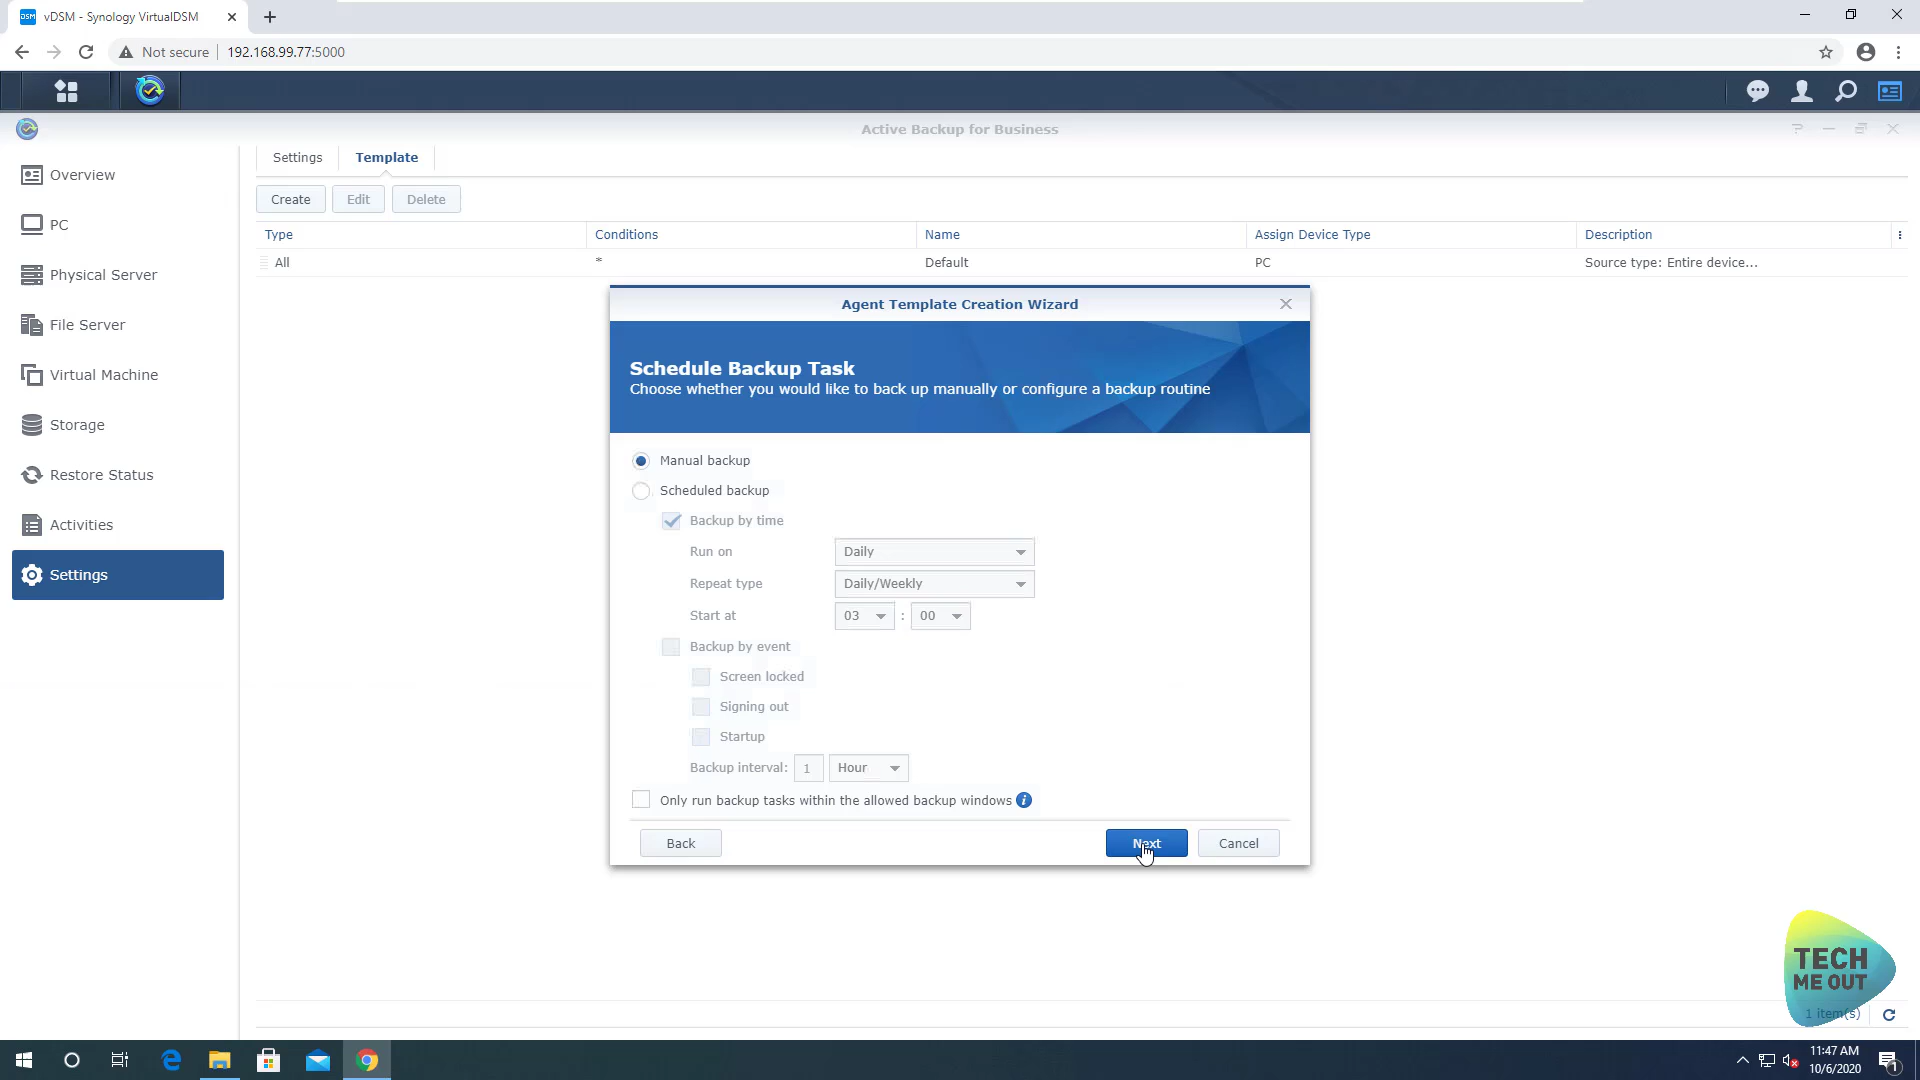 DSM
vDSM - Synology VirtualDSM
Not secure
192.168.99.77:5000
Active Backup for Business
Overview
PC
Physical Server
File Server
Virtual Machine
Storage
Restore Status
Activities
Settings
Settings
Template
Create
Edit
Delete
Type
Conditions
Name
Assign Device Type
Description
All
*
Default
PC
Source type: Entire device...
Agent Template Creation Wizard
Schedule Backup Task
Choose whether you would like to back up manually or configure a backup routine
Manual backup
Scheduled backup
Backup by time
Run on
Daily
Repeat type
Daily/Weekly
Start at
03
:
00
Backup by event
Screen locked
Signing out
Startup
Backup interval:
1
Hour
Only run backup tasks within the allowed backup windows
Back
Next
Cancel
TECH
ME OUT
1 item(s)
11:47 AM
10/6/2020
1